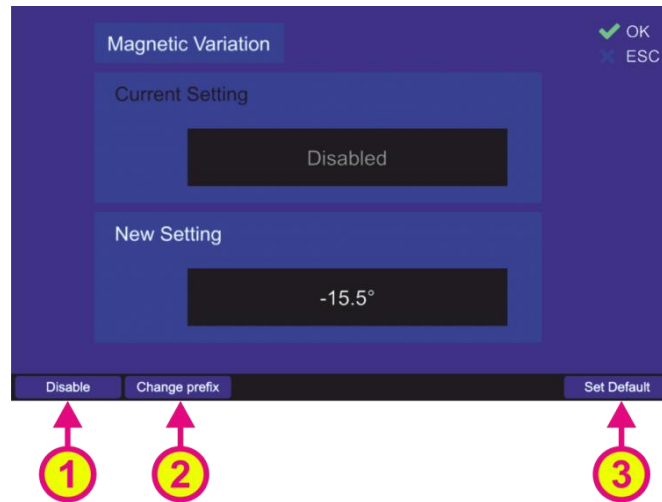 Magnetic Variation
OK
ESC
Current Setting
Disabled
New Setting
-15.5°
Disable
Change prefix
Set Default
1
2
3